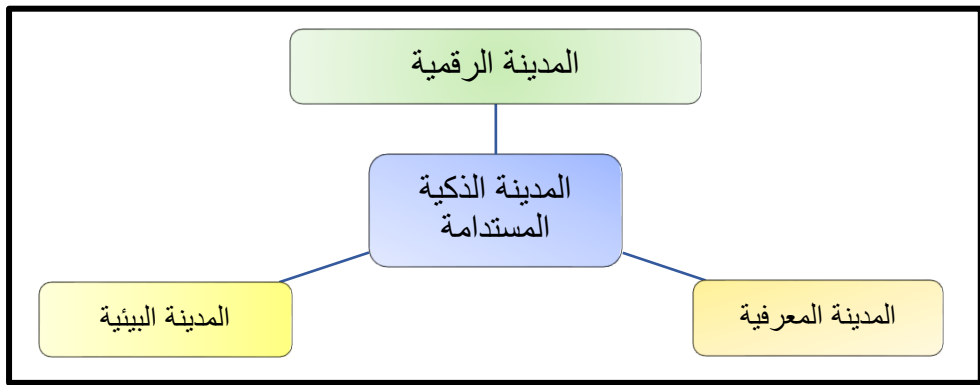 المدينة الرقمية
المدينة الذكية
المستدامة
المدينة المعرفية
المدينة البيئية